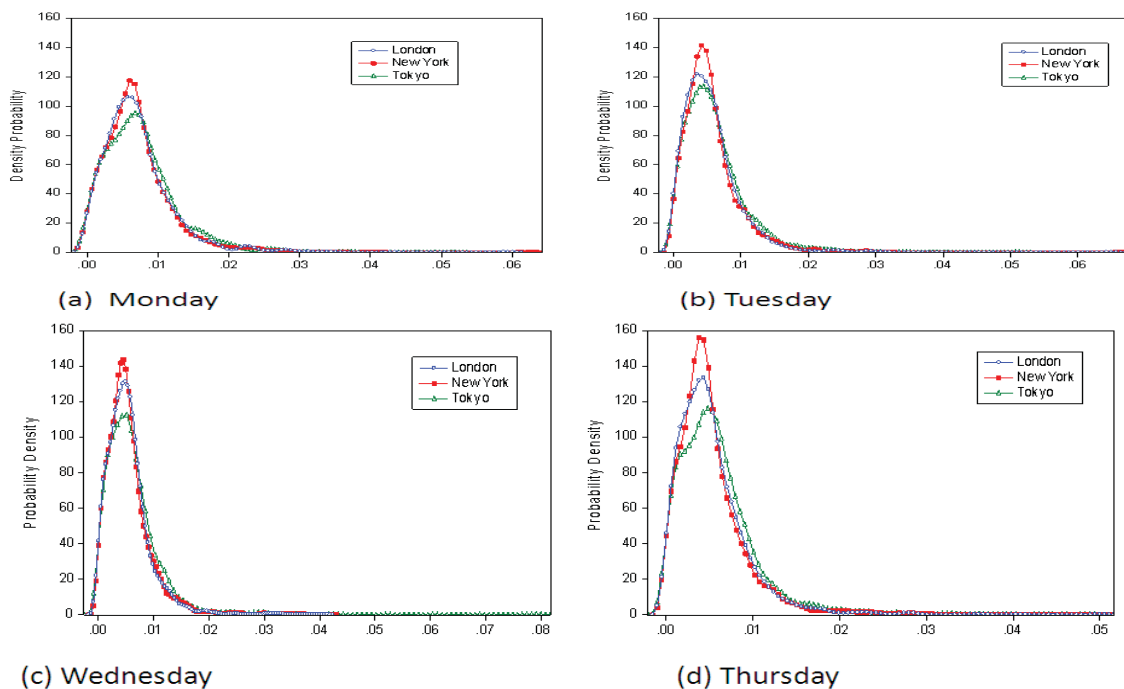 160
140
120
100
80
60
40
20
0
Density Probability
London
New York
Tokyo
.00 .01 .02 .03 .04 .05 .06
(a) Monday
160
140
120
100
80
60
40
20
0
Density Probability
London
New York
Tokyo
.00 .01 .02 .03 .04 .05 .06
(b) Tuesday
160
140
120
100
80
60
40
20
0
Probability Density
London
New York
Tokyo
.00 .01 .02 .03 .04 .05 .06 .07 .08
(c) Wednesday
160
140
120
100
80
60
40
20
0
Probability Density
London
New York
Tokyo
.00 .01 .02 .03 .04 .05
(d) Thursday